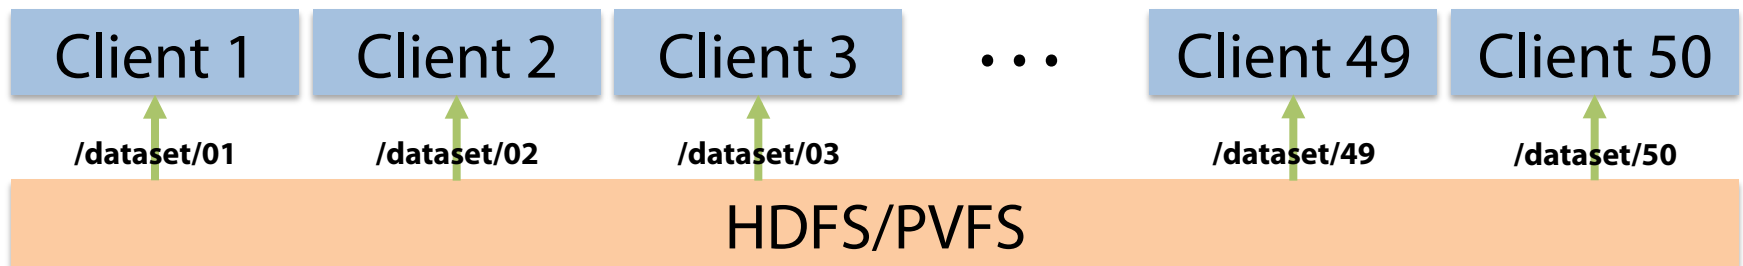 Client 1 Client 2 Client 3 ... Client 49 Client 50
/dataset/01 /dataset/02 /dataset/03 /dataset/49 /dataset/50
HDFS/PVFS